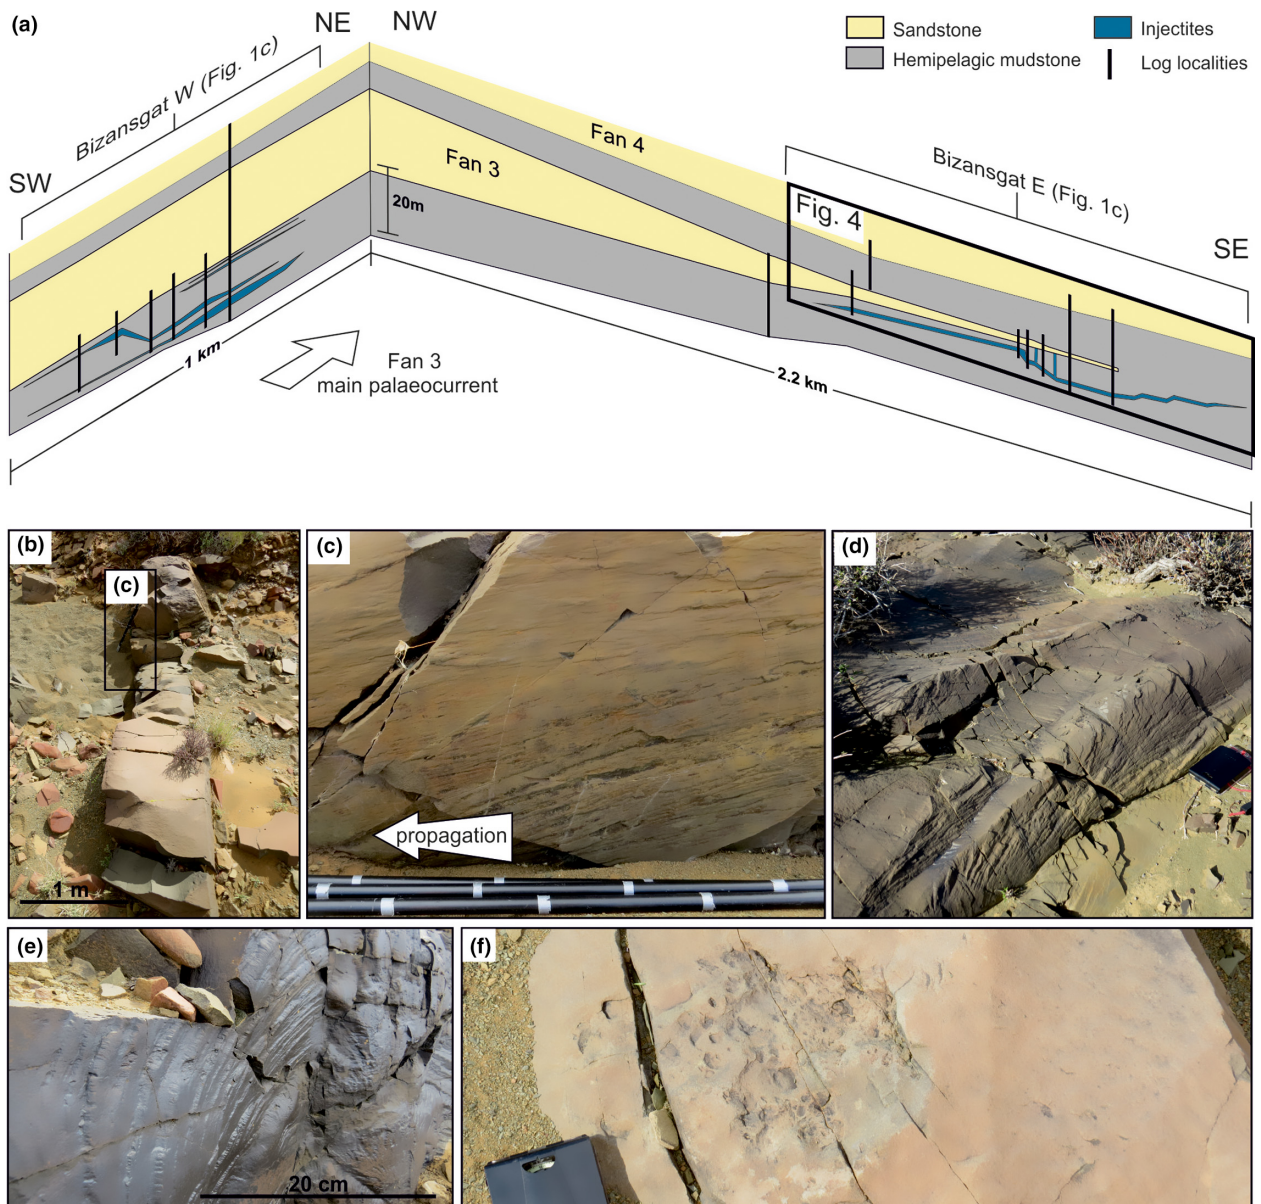 (a)
NE
NW
Sandstone
Injectites
Hemipelagic mudstone
Log localities
Bizansgat W (Fig. 1c)
SW
Fan 4
Fan 3
20m
Bizansgat E (Fig. 1c)
Fig. 4
SE
1 km
Fan 3
main palaeocurrent
2.2 km
(b)
(c)
1 m
(c)
propagation
(d)
(e)
20 cm
(f)